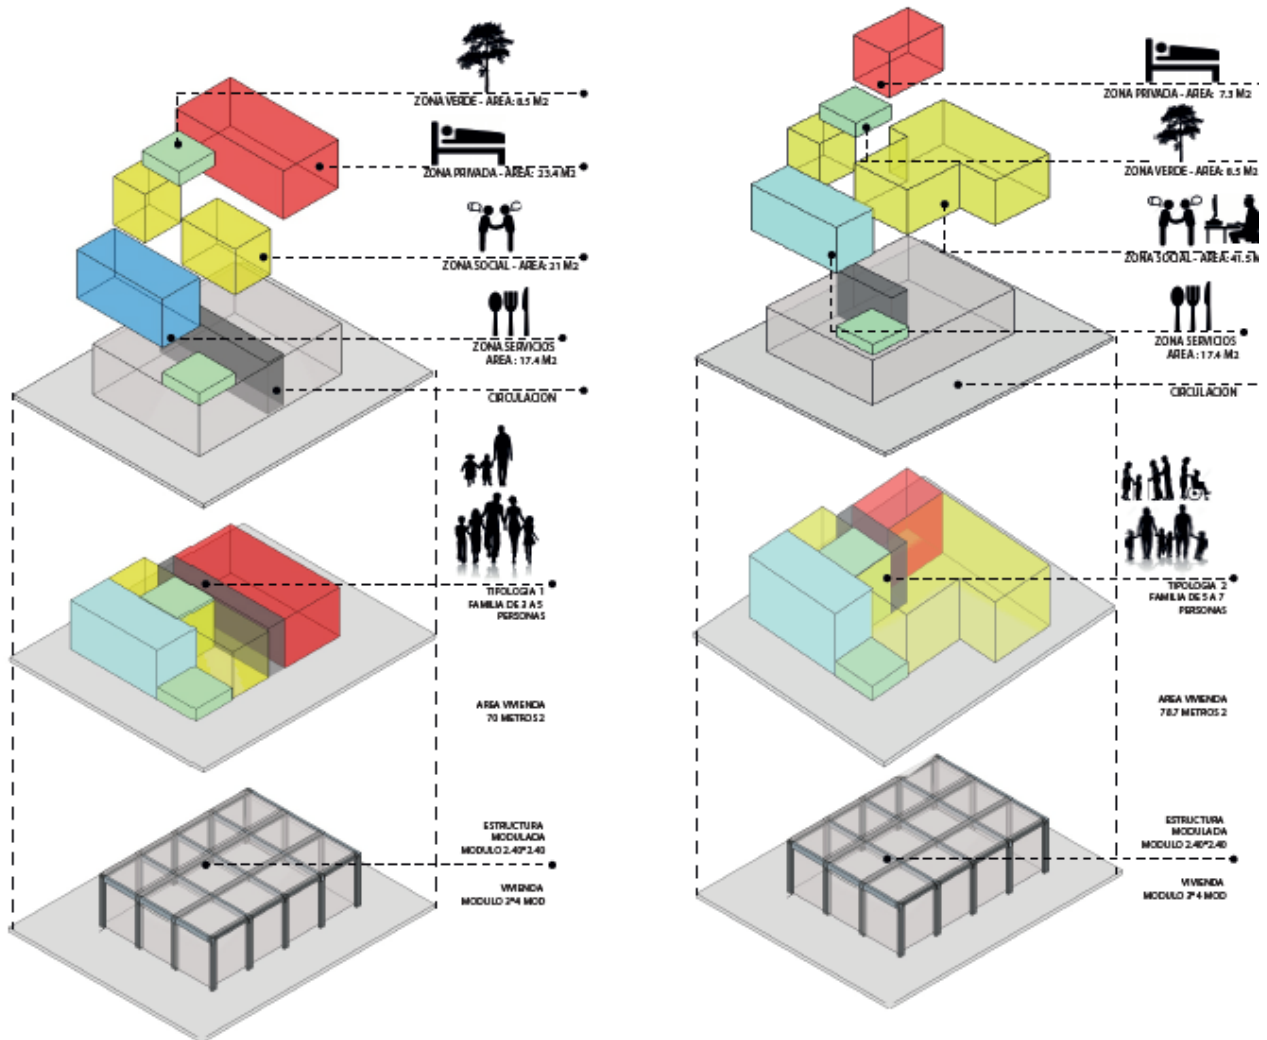 ZONA VERDE - AREA: 8.5 M2
ZONA PRIVADA - AREA: 23.4 M2
ZONA SOCIAL - AREA: 21 M2
ZONA SERVICIOS
AREA : 17.4 M2
CIRCULACION
TIPOLOGIA 1
FAMILIA DE 3 A 5
PERSONAS
AREA VIVIENDA
70 METROS 2
ESTRUCTURA
MODULADA
MODULO 2.40*2.40
VIVIENDA
MODULO 3*4 MOD
ZONA PRIVADA - AREA: 7.3 M2
ZONA VERDE - AREA: 8.5 M2
ZONA SOCIAL - AREA: 41.5 M
ZONA SERVICIOS
AREA : 17.4 M2
CIRCULACION
TIPOLOGIA 2
FAMILIA DE 5 A 7
PERSONAS
AREA VIVIENDA
78.7 METROS 2
ESTRUCTURA
MODULADA
MODULO 2.40*2.40
VIVIENDA
MODULO 3*4 MOD